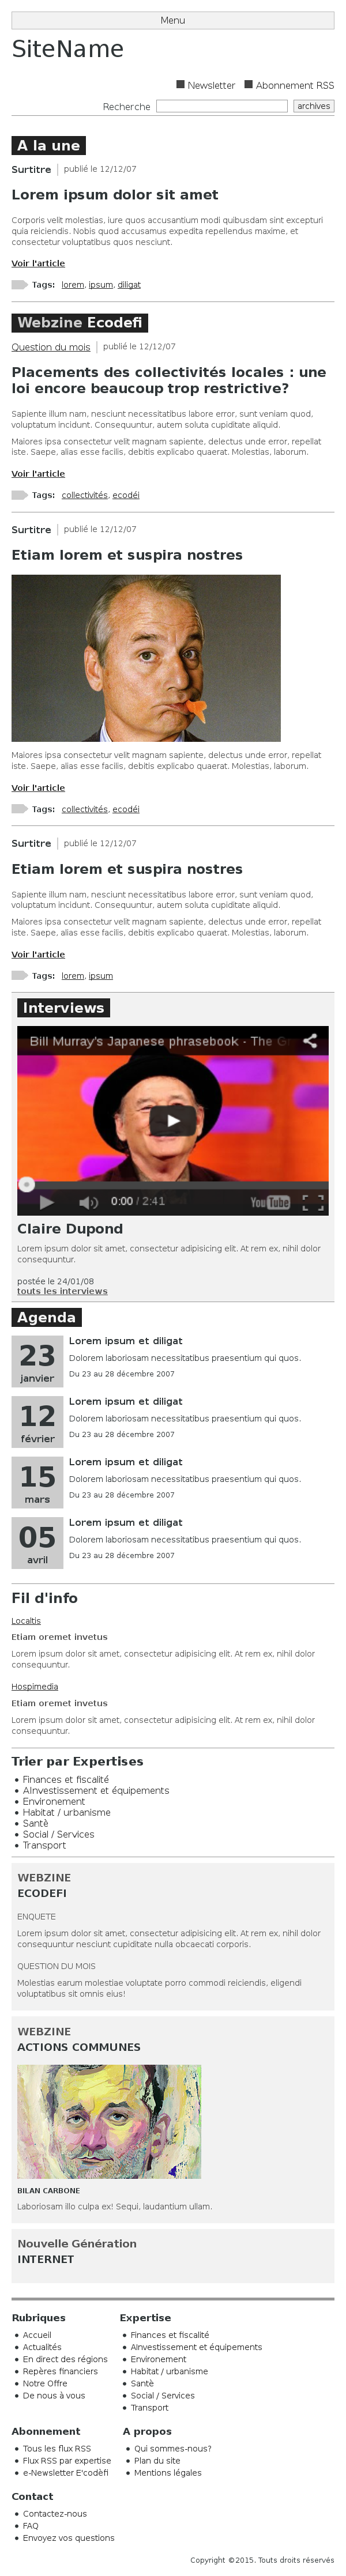 Menu
SiteName
Newsletter Abonnement RSS
Recherche archives
A la une
Surtitre publié le 12/12/07
Lorem ipsum dolor sit amet
Corporis velit molestias, iure quos accusantium modi quibusdam sint excepturi
quia reiciendis. Nobis quod accusamus expedita repellendus maxime, et
consectetur voluptatibus quos nesciunt.
Voir l'article
Tags: lorem, ipsum, diligat
Webzine Ecodefi
Question du mois publié le 12/12/07
Placements des collectivités locales : une
loi encore beaucoup trop restrictive?
Sapiente illum nam, nesciunt necessitatibus labore error, sunt veniam quod,
voluptatum incidunt. Consequuntur, autem soluta cupiditate aliquid.
Maiores ipsa consectetur velit magnam sapiente, delectus unde error, repellat
iste. Saepe, alias esse facilis, debitis explicabo quaerat. Molestias, laborum.
Voir l'article
Tags: collectivités, ecodéi
Surtitre publié le 12/12/07
Etiam lorem et suspira nostres
Maiores ipsa consectetur velit magnam sapiente, delectus unde error, repellat
iste. Saepe, alias esse facilis, debitis explicabo quaerat. Molestias, laborum.
Voir l'article
Tags: collectivités, ecodéi
Surtitre publié le 12/12/07
Etiam lorem et suspira nostres
Sapiente illum nam, nesciunt necessitatibus labore error, sunt veniam quod,
voluptatum incidunt. Consequuntur, autem soluta cupiditate aliquid.
Maiores ipsa consectetur velit magnam sapiente, delectus unde error, repellat
iste. Saepe, alias esse facilis, debitis explicabo quaerat. Molestias, laborum.
Voir l'article
Tags: lorem, ipsum
Interviews
Bill Murray's Japanese phrasebook - The Gr
0:00 / 2:41 YouTube
Claire Dupond
Lorem ipsum dolor sit amet, consectetur adipisicing elit. At rem ex, nihil dolor
consequuntur.
postée le 24/01/08
touts les interviews
Agenda
23 janvier
Lorem ipsum et diligat
Dolorem laboriosam necessitatibus praesentium qui quos.
Du 23 au 28 décembre 2007
12 février
Lorem ipsum et diligat
Dolorem laboriosam necessitatibus praesentium qui quos.
Du 23 au 28 décembre 2007
15 mars
Lorem ipsum et diligat
Dolorem laboriosam necessitatibus praesentium qui quos.
Du 23 au 28 décembre 2007
05 avril
Lorem ipsum et diligat
Dolorem laboriosam necessitatibus praesentium qui quos.
Du 23 au 28 décembre 2007
Fil d'info
Localtis
Etiam oremet invetus
Lorem ipsum dolor sit amet, consectetur adipisicing elit. At rem ex, nihil dolor
consequuntur.
Hospimedia
Etiam oremet invetus
Lorem ipsum dolor sit amet, consectetur adipisicing elit. At rem ex, nihil dolor
consequuntur.
Trier par Expertises
Finances et fiscalité
AInvestissement et équipements
Environement
Habitat / urbanisme
Santè
Social / Services
Transport
WEBZINE
ECODEFI
ENQUETE
Lorem ipsum dolor sit amet, consectetur adipisicing elit. At rem ex, nihil dolor
consequuntur nesciunt cupiditate nulla obcaecati corporis.
QUESTION DU MOIS
Molestias earum molestiae voluptate porro commodi reiciendis, eligendi
voluptatibus sit omnis eius!
WEBZINE
ACTIONS COMMUNES
BILAN CARBONE
Laboriosam illo culpa ex! Sequi, laudantium ullam.
Nouvelle Génération
INTERNET
Rubriques
Accueil
Actualités
En direct des régions
Repères financiers
Notre Offre
De nous à vous
Expertise
Finances et fiscalité
AInvestissement et équipements
Environement
Habitat / urbanisme
Santè
Social / Services
Transport
Abonnement
Tous les flux RSS
Flux RSS par expertise
e-Newsletter E'codèfi
A propos
Qui sommes-nous?
Plan du site
Mentions légales
Contact
Contactez-nous
FAQ
Envoyez vos questions
Copyright ©2015. Touts droits réservés